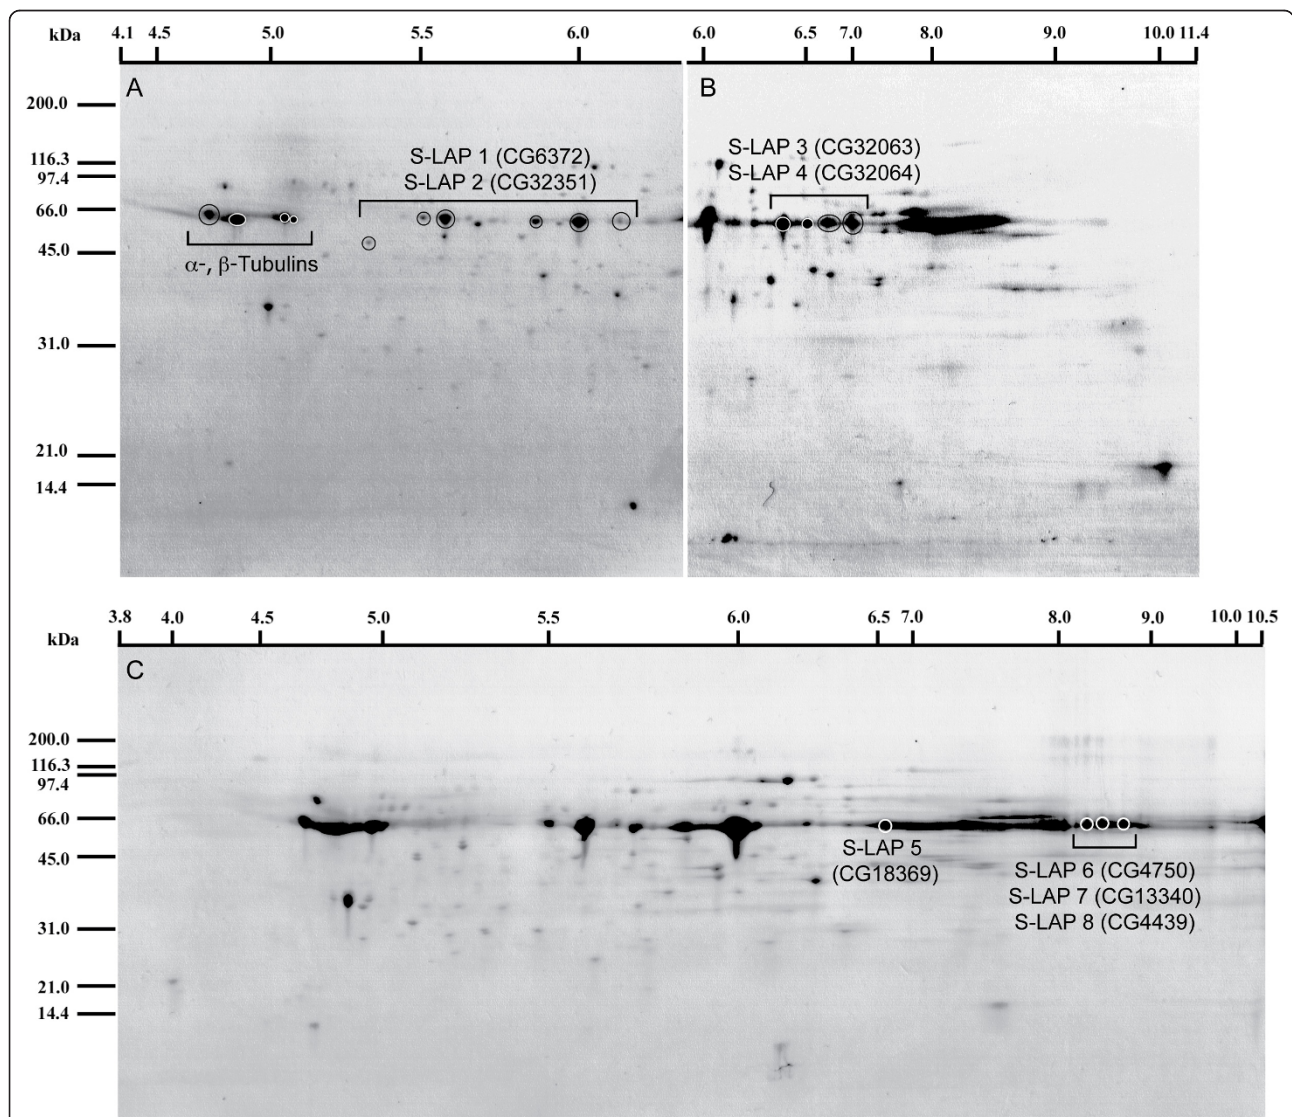 kDa 4.1 4.5 5.0 5.5 6.0 6.0 6.5 7.0 8.0 9.0 10.0 11.4
A
B
200.0
116.3
97.4
66.0
45.0
31.0
21.0
14.4
S-LAP 1 (CG6372)
S-LAP 2 (CG32351)
α-, β-Tubulins
S-LAP 3 (CG32063)
S-LAP 4 (CG32064)
3.8 4.0 4.5 5.0 5.5 6.0 6.5 7.0 8.0 9.0 10.0 10.5
kDa
C
200.0
116.3
97.4
66.0
45.0
31.0
21.0
14.4
S-LAP 5
(CG18369)
S-LAP 6 (CG4750)
S-LAP 7 (CG13340)
S-LAP 8 (CG4439)